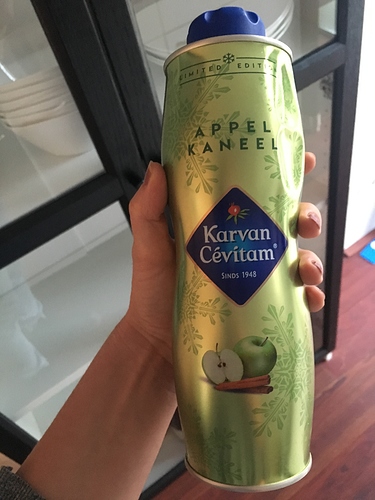 LIMITED EDITI
APPEL
KANEEL
Karvan
Cévitam®
SINDS 1948